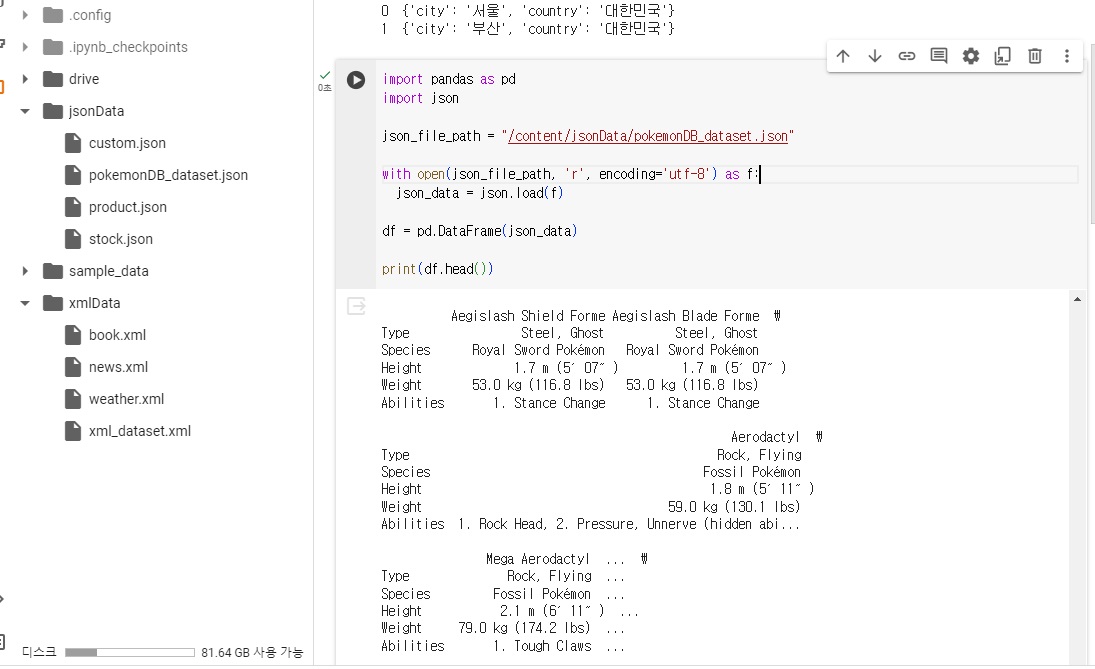 .config
.ipynb_checkpoints
drive
jsonData
custom.json
pokemonDB_dataset.json
product.json
stock.json
sample_data
xmlData
book.xml
news.xml
weather.xml
xml_dataset.xml
디스크 81.64 GB 사용 가능
0 {'city': '서울', 'country': '대한민국'}
1 {'city': '부산', 'country': '대한민국'}
0초
import pandas as pd
import json
json_file_path = "/content/jsonData/pokemonDB_dataset.json"
with open(json_file_path, 'r', encoding='utf-8') as f:
json_data = json.load(f)
df = pd.DataFrame(json_data)
print(df.head())
Aegislash Shield Forme Aegislash Blade Forme ₩
Type Steel, Ghost Steel, Ghost
Species Royal Sword Pokémon Royal Sword Pokémon
Height 1.7 m (5′ 07″ ) 1.7 m (5′ 07″ )
Weight 53.0 kg (116.8 lbs) 53.0 kg (116.8 lbs)
Abilities 1. Stance Change 1. Stance Change
Aerodactyl ₩
Type Rock, Flying
Species Fossil Pokémon
Height 1.8 m (5′ 11″ )
Weight 59.0 kg (130.1 lbs)
Abilities 1. Rock Head, 2. Pressure, Unnerve (hidden abi...
Mega Aerodactyl ... ₩
Type Rock, Flying ...
Species Fossil Pokémon ...
Height 2.1 m (6′ 11″ ) ...
Weight 79.0 kg (174.2 lbs) ...
Abilities 1. Tough Claws ...